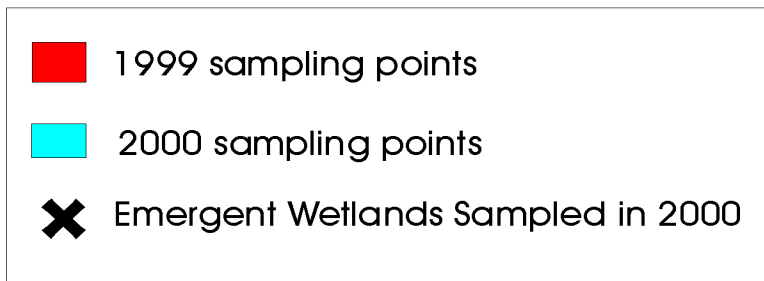 1999 sampling points
2000 sampling points
Emergent Wetlands Sampled in 2000